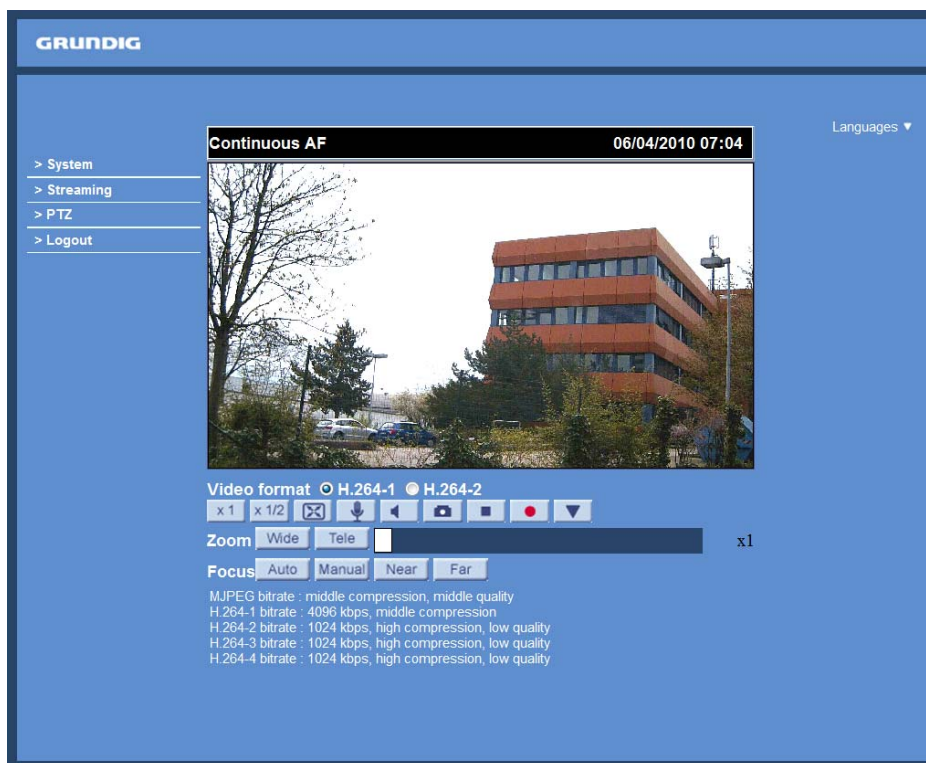 GRUNDIG
Languages ▼
Continuous AF 06/04/2010 07:04
> System
> Streaming
> PTZ
> Logout
Video format H.264-1 H.264-2
x 1 x 1/2
Zoom Wide Tele x1
Focus Auto Manual Near Far
MJPEG bitrate : middle compression, middle quality
H.264-1 bitrate : 4096 kbps, middle compression
H.264-2 bitrate : 1024 kbps, high compression, low quality
H.264-3 bitrate : 1024 kbps, high compression, low quality
H.264-4 bitrate : 1024 kbps, high compression, low quality